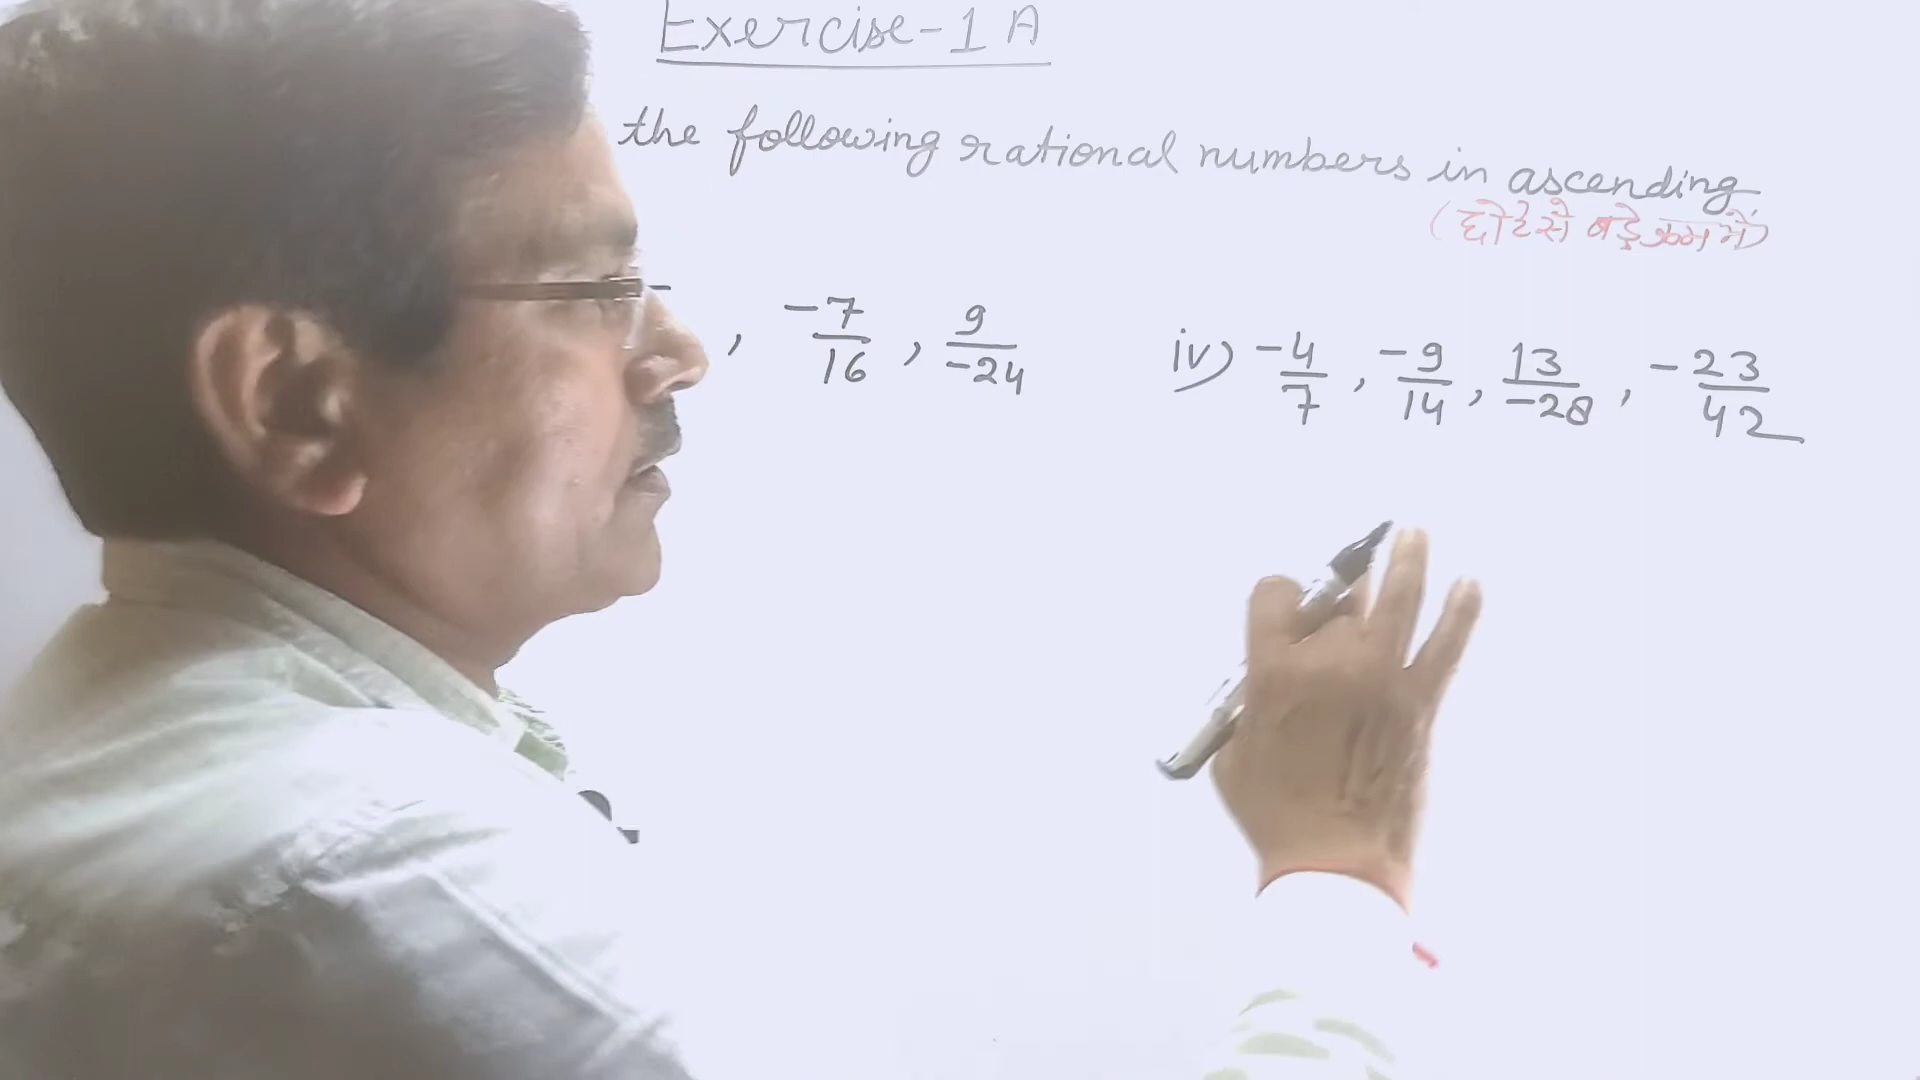 Exercise-1 A
the following rational numbers in ascending
(छोटे से बड़े क्रम में)
, -7/16 , 9/-24 iv) -4/7 , -9/14 , 13/-28 , -23/42